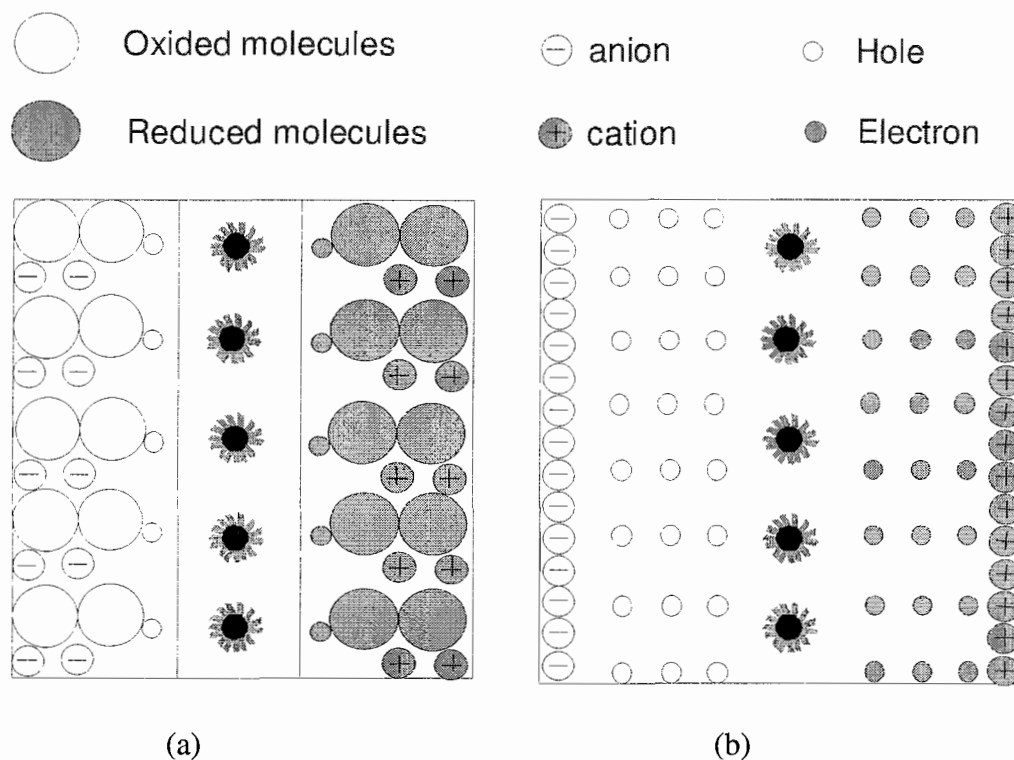 Oxided molecules
anion
Hole
Reduced molecules
cation
Electron
(a)
(b)